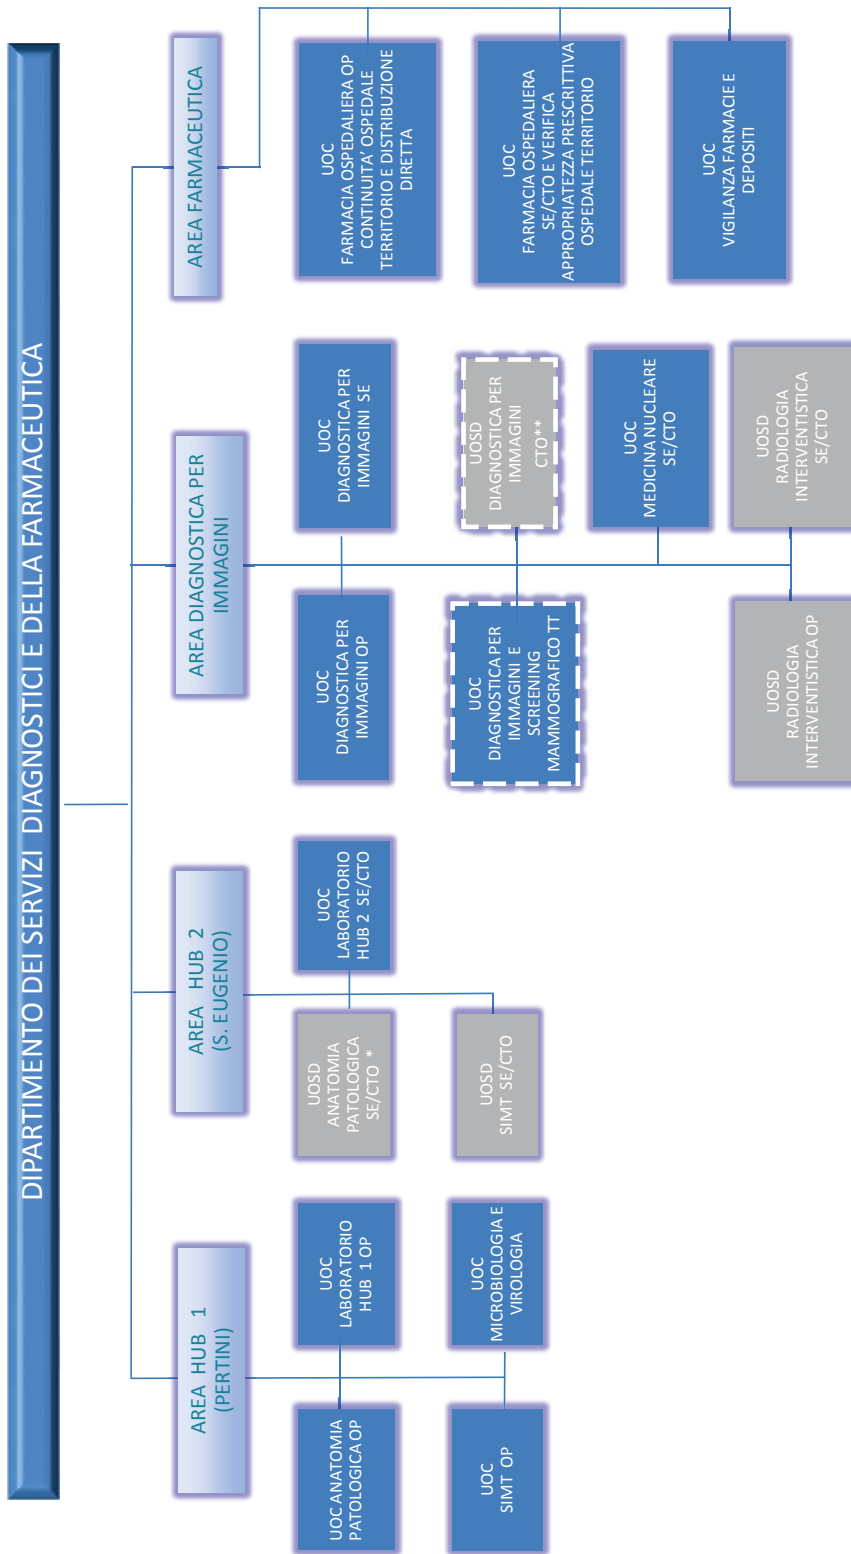 DIPARTIMENTO DEI SERVIZI DIAGNOSTICI E DELLA FARMACEUTICA
AREA HUB 1
(PERTINI)
UOC ANATOMIA
PATOLOGICA OP
UOC
LABORATORIO
HUB 1 OP
UOC
SIMT OP
UOC
MICROBIOLOGIA E
VIROLOGIA
AREA HUB 2
(S. EUGENIO)
UOSD
ANATOMIA
PATOLOGICA
SE/CTO *
UOC
LABORATORIO
HUB 2 SE/CTO
UOSD
SIMT SE/CTO
AREA DIAGNOSTICA PER
IMMAGINI
UOC
DIAGNOSTICA PER
IMMAGINI OP
UOC
DIAGNOSTICA PER
IMMAGINI SE
UOC
DIAGNOSTICA PER
IMMAGINI E
SCREENING
MAMMOGRAFICO TT
UOSD
DIAGNOSTICA PER
IMMAGINI
CTO**
UOC
MEDICINA NUCLEARE
SE/CTO
UOSD
RADIOLOGIA
INTERVENTISTICA OP
UOSD
RADIOLOGIA
INTERVENTISTICA
SE/CTO
AREA FARMACEUTICA
UOC
FARMACIA OSPEDALIERA OP
CONTINUITA' OSPEDALE
TERRITORIO E DISTRIBUZIONE
DIRETTA
UOC
FARMACIA OSPEDALIERA
SE/CTO E VERIFICA
APPROPRIATEZZA PRESCRITTIVA
OSPEDALE TERRITORIO
UOC
VIGILANZA FARMACIE E
DEPOSITI